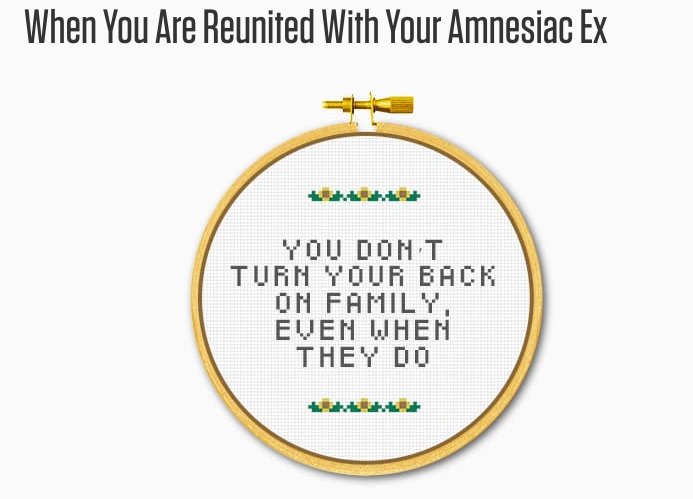 When You Are Reunited With Your Amnesiac Ex
YOU DON'T
TURN YOUR BACK
ON FAMILY,
EVEN WHEN
THEY DO